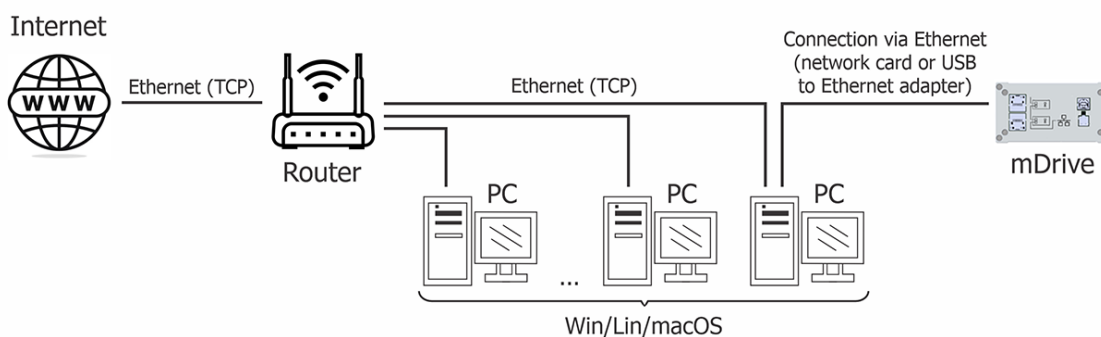 Internet
WWW
Ethernet (TCP)
Router
Ethernet (TCP)
Connection via Ethernet
(network card or USB
to Ethernet adapter)
mDrive
PC
PC
PC
...
Win/Lin/macOS